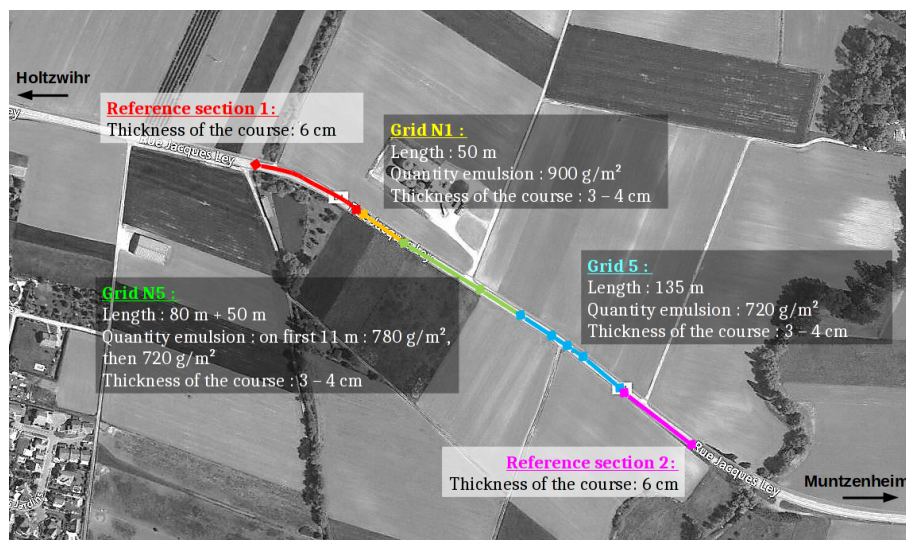 Holtzwihr
Reference section 1:
Thickness of the course: 6 cm
Rue Jacques Ley
Grid N1 :
Length : 50 m
Quantity emulsion : 900 g/m²
Thickness of the course : 3 – 4 cm
Grid 5 :
Length : 135 m
Quantity emulsion : 720 g/m²
Thickness of the course : 3 – 4 cm
Grid N5 :
Length : 80 m + 50 m
Quantity emulsion : on first 11 m : 780 g/m²,
then 720 g/m²
Thickness of the course : 3 – 4 cm
Reference section 2:
Thickness of the course: 6 cm
Rue Jacques Ley
Muntzenheim